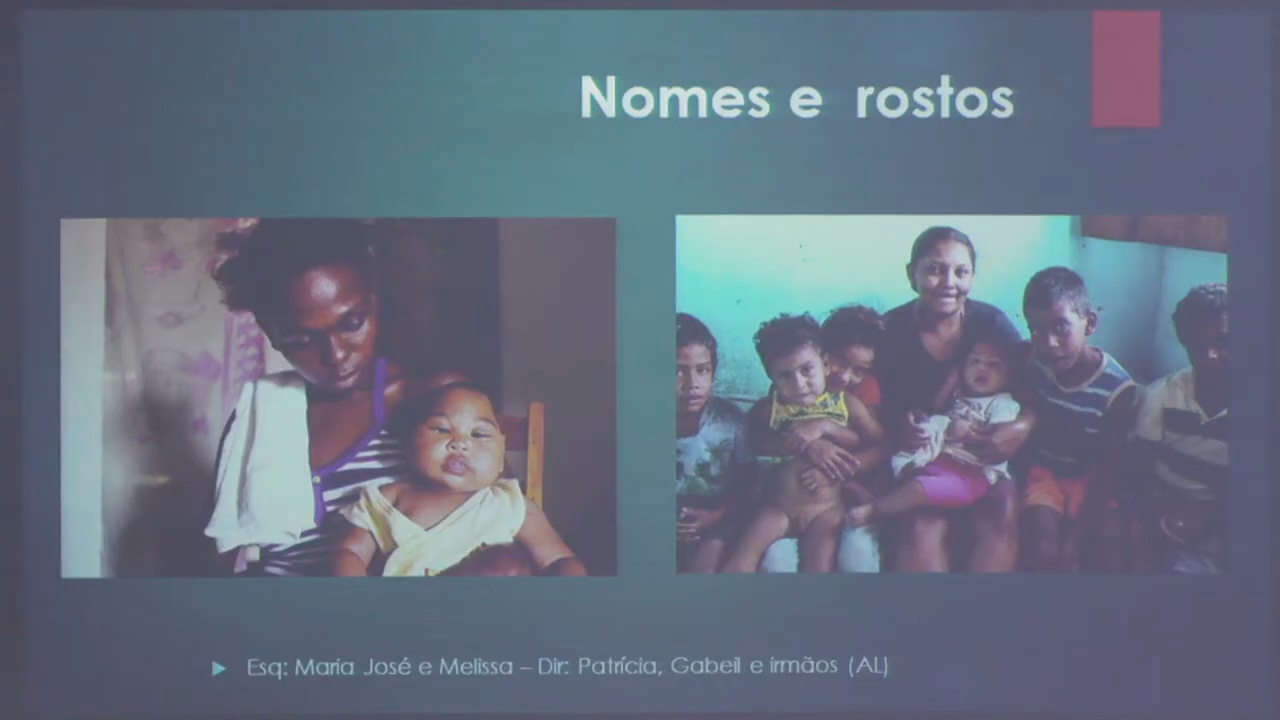 Nomes e rostos
Esq: Maria José e Melissa – Dir: Patrícia, Gabeil e irmãos (AL)